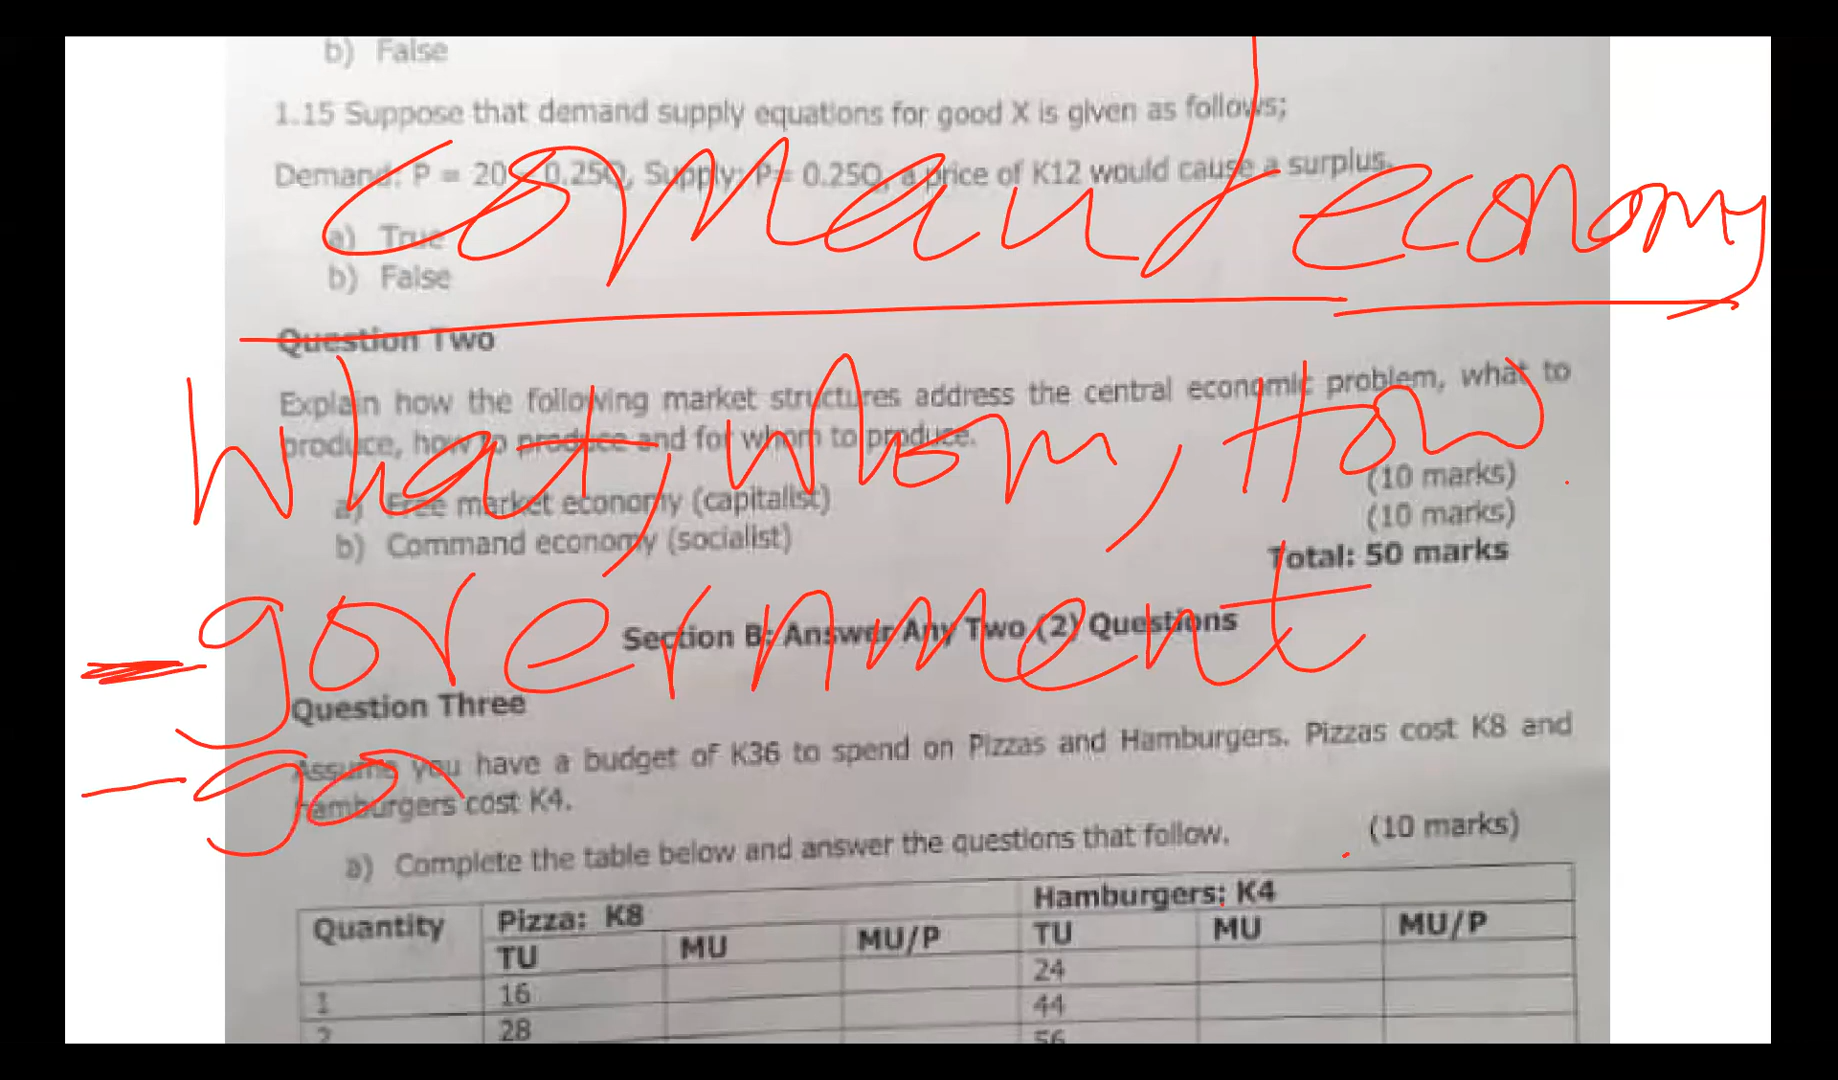 b) False
1.15 Suppose that demand supply equations for good X is given as follows;
Demand: P = 20 - 0.25Q, Supply: P= 0.25Q, a price of K12 would cause a surplus.
comand economy
a) True
b) False
Question Two
Explain how the following market structures address the central economic problem, what to
produce, how to produce and for whom to produce.
what, whom, How
(10 marks)
a) Free market economy (capitalist)
(10 marks)
b) Command economy (socialist)
Total: 50 marks
- government
Section B: Answer Any Two (2) Questions
Question Three
Assume you have a budget of K36 to spend on Pizzas and Hamburgers. Pizzas cost K8 and
- gov
hamburgers cost K4.
a) Complete the table below and answer the questions that follow. (10 marks)
Quantity Pizza: K8 Hamburgers: K4
TU MU MU/P TU MU MU/P
1 16 24
2 28 44
56